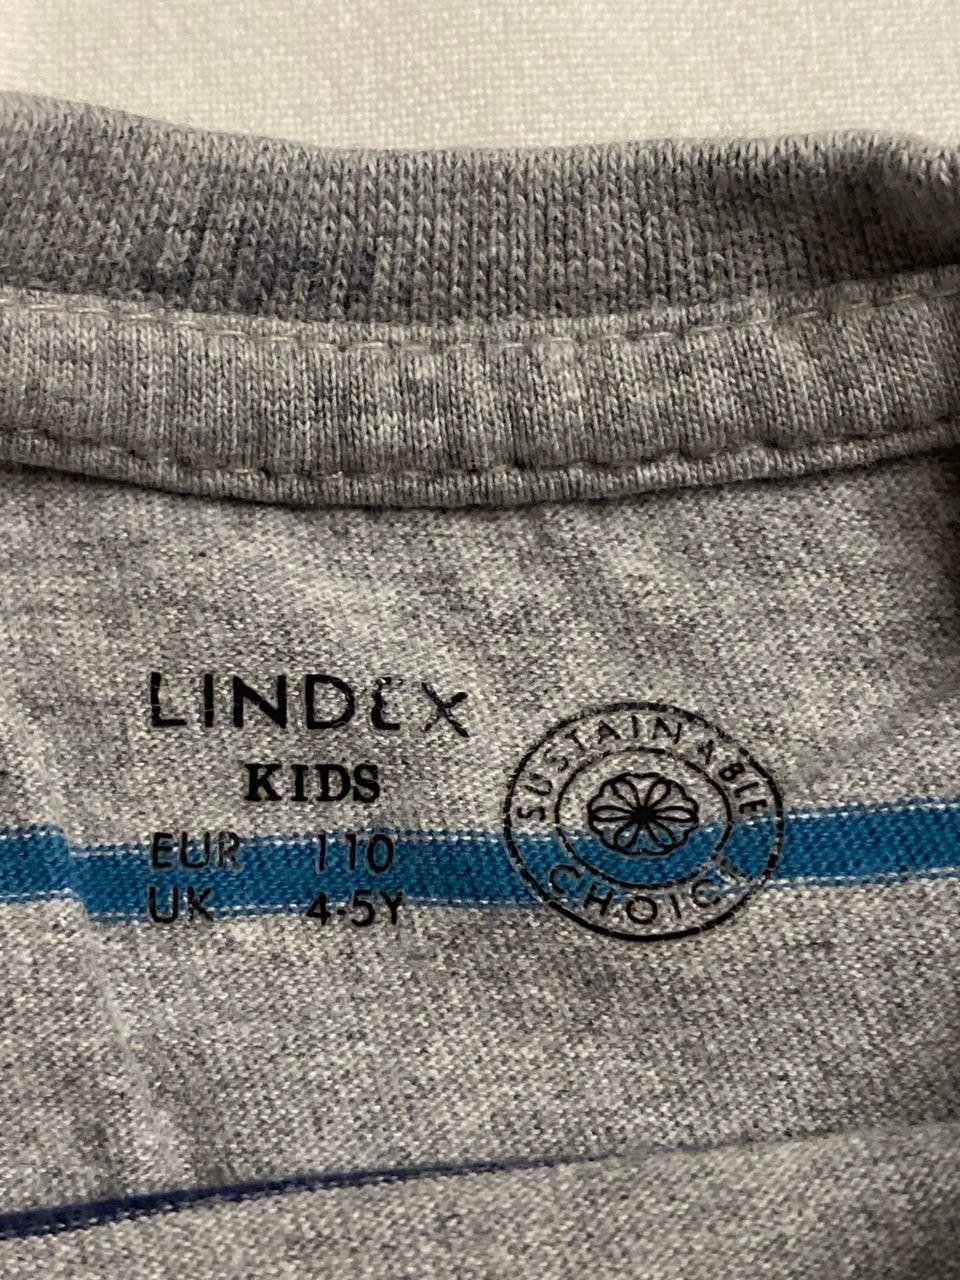 LINDEX
KIDS
EUR 110
UK 4-5Y
SUSTAINABLE
CHOICE